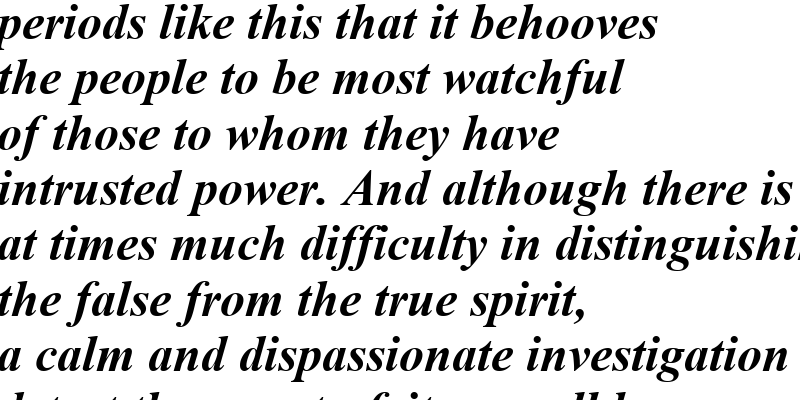 periods like this that it behooves
the people to be most watchful
of those to whom they have
intrusted power. And although there is
at times much difficulty in distinguishi
the false from the true spirit,
a calm and dispassionate investigation